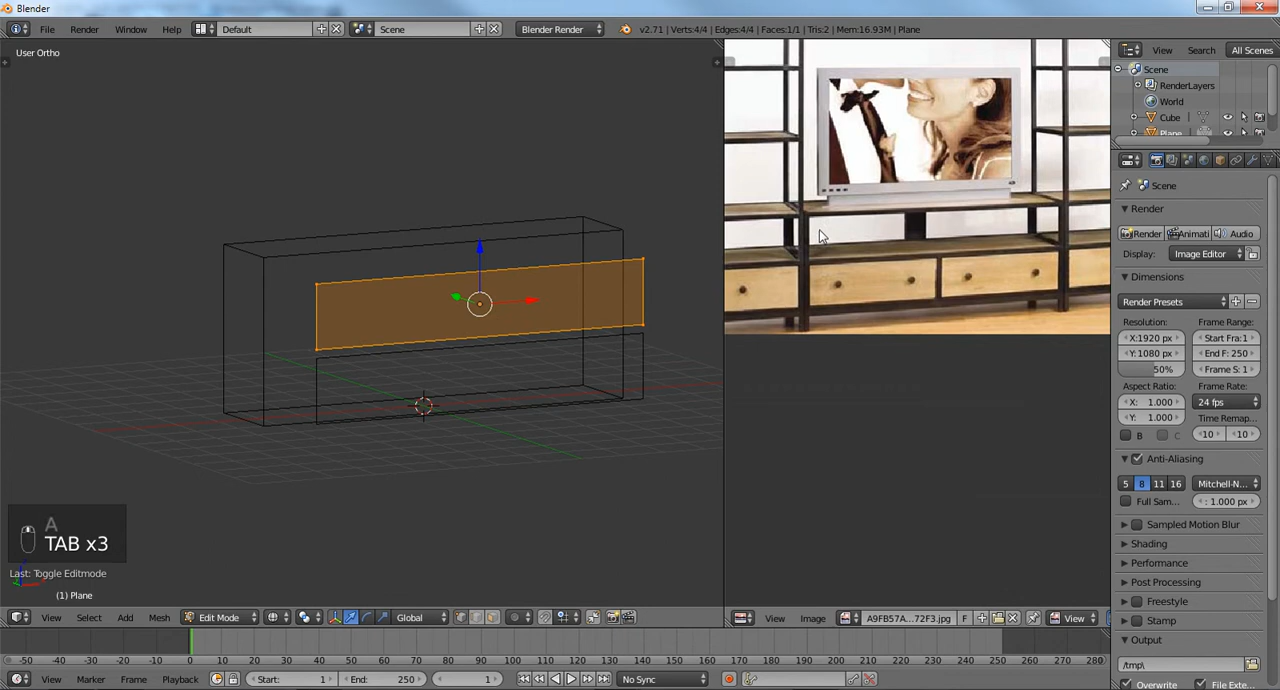 Blender
File Render Window Help Default Scene Blender Render v2.71 | Verts:4/4 | Edges:4/4 | Faces:1/1 | Tris:2 | Mem:16.93M | Plane
View Search All Scenes
User Ortho
Scene
RenderLayers
World
Cube
Plane
Scene
Render
Render Animati Audio
Display: Image Editor
Dimensions
Render Presets
Resolution: Frame Range:
X:1920 px Start Fra:1
Y:1080 px End F: 250
50% Frame S: 1
Aspect Ratio: Frame Rate:
X: 1.000 24 fps
Y: 1.000 Time Remap...
B C 10 10
Anti-Aliasing
5 8 11 16 Mitchell-N...
Full Sam... : 1.000 px
Sampled Motion Blur
Shading
Performance
Post Processing
Freestyle
Stamp
Output
/tmp\
Overwrite File Exte
A
TAB x3
Last: Toggle Editmode
(1) Plane
View Select Add Mesh Edit Mode Global
View Image A9FB57A...72F3.jpg F View
-50 -40 -30 -20 -10 0 10 20 30 40 50 60 70 80 90 100 110 120 130 140 150 160 170 180 190 200 210 220 230 240 250 260 270 280
View Marker Frame Playback Start: 1 End: 250 1 No Sync